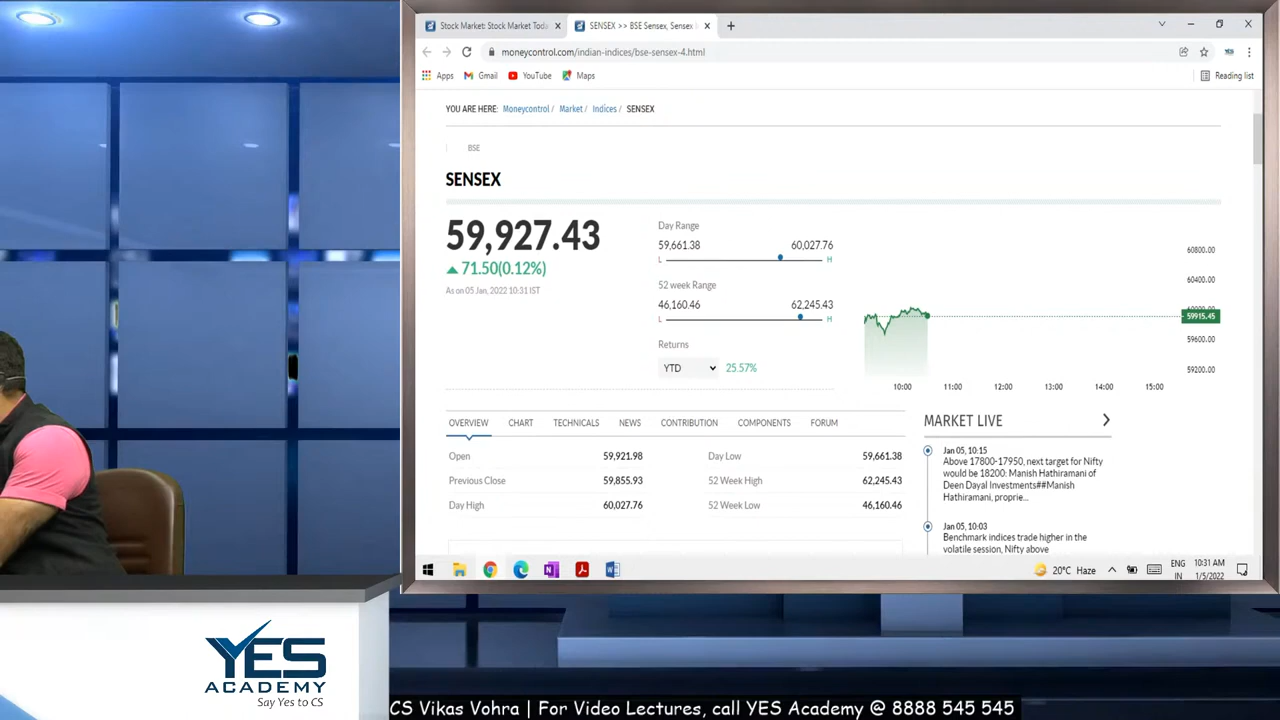 Stock Market: Stock Market Toda
SENSEX >> BSE Sensex, Sensex
moneycontrol.com/indian-indices/bse-sensex-4.html
Apps
Gmail
YouTube
Maps
Reading list
YOU ARE HERE: Moneycontrol / Market / Indices / SENSEX
BSE
SENSEX
59,927.43
71.50(0.12%)
As on 05 Jan, 2022 10:31 IST
Day Range
59,661.38 60,027.76
L H
52 week Range
46,160.46 62,245.43
L H
Returns
YTD 25.57%
60800.00
60400.00
59915.45
59600.00
59200.00
10:00 11:00 12:00 13:00 14:00 15:00
OVERVIEW CHART TECHNICALS NEWS CONTRIBUTION COMPONENTS FORUM
Open 59,921.98 Day Low 59,661.38
Previous Close 59,855.93 52 Week High 62,245.43
Day High 60,027.76 52 Week Low 46,160.46
MARKET LIVE
Jan 05, 10:15
Above 17800-17950, next target for Nifty
would be 18200: Manish Hathiramani of
Deen Dayal Investments##Manish
Hathiramani, proprie...
Jan 05, 10:03
Benchmark indices trade higher in the
volatile session, Nifty above
20°C Haze
ENG
IN
10:31 AM
1/5/2022
YES
ACADEMY
Say Yes to CS
CS Vikas Vohra | For Video Lectures, call YES Academy @ 8888 545 545